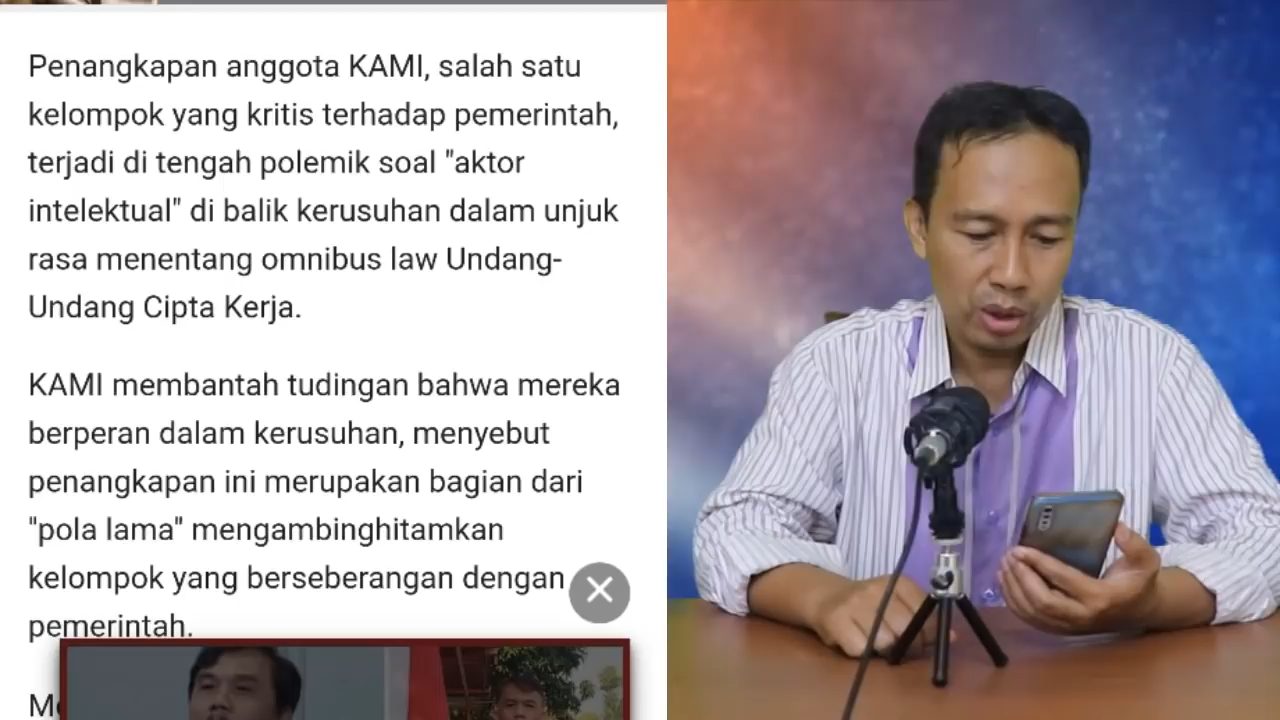 Penangkapan anggota KAMI, salah satu
kelompok yang kritis terhadap pemerintah,
terjadi di tengah polemik soal "aktor
intelektual" di balik kerusuhan dalam unjuk
rasa menentang omnibus law Undang-
Undang Cipta Kerja.
KAMI membantah tudingan bahwa mereka
berperan dalam kerusuhan, menyebut
penangkapan ini merupakan bagian dari
"pola lama" mengambinghitamkan
kelompok yang berseberangan dengan
pemerintah.